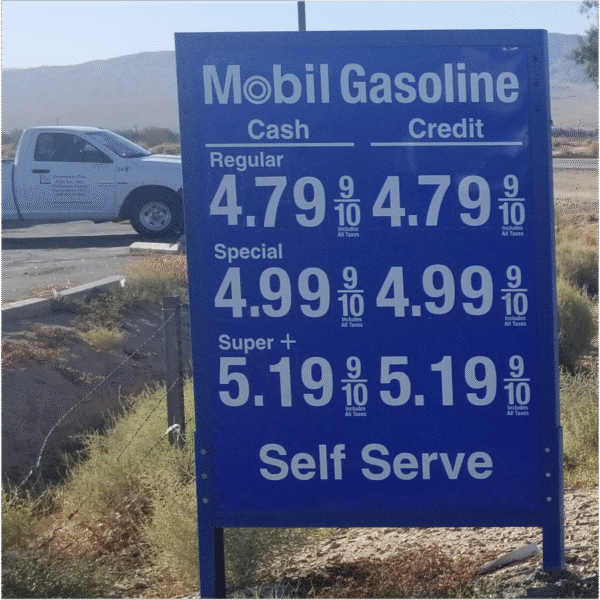 Mobil Gasoline
Cash Credit
Regular
4.79 9/10 4.79 9/10
Includes All Taxes Includes All Taxes
Special
4.99 9/10 4.99 9/10
Includes All Taxes Includes All Taxes
Super +
5.19 9/10 5.19 9/10
Includes All Taxes Includes All Taxes
Self Serve